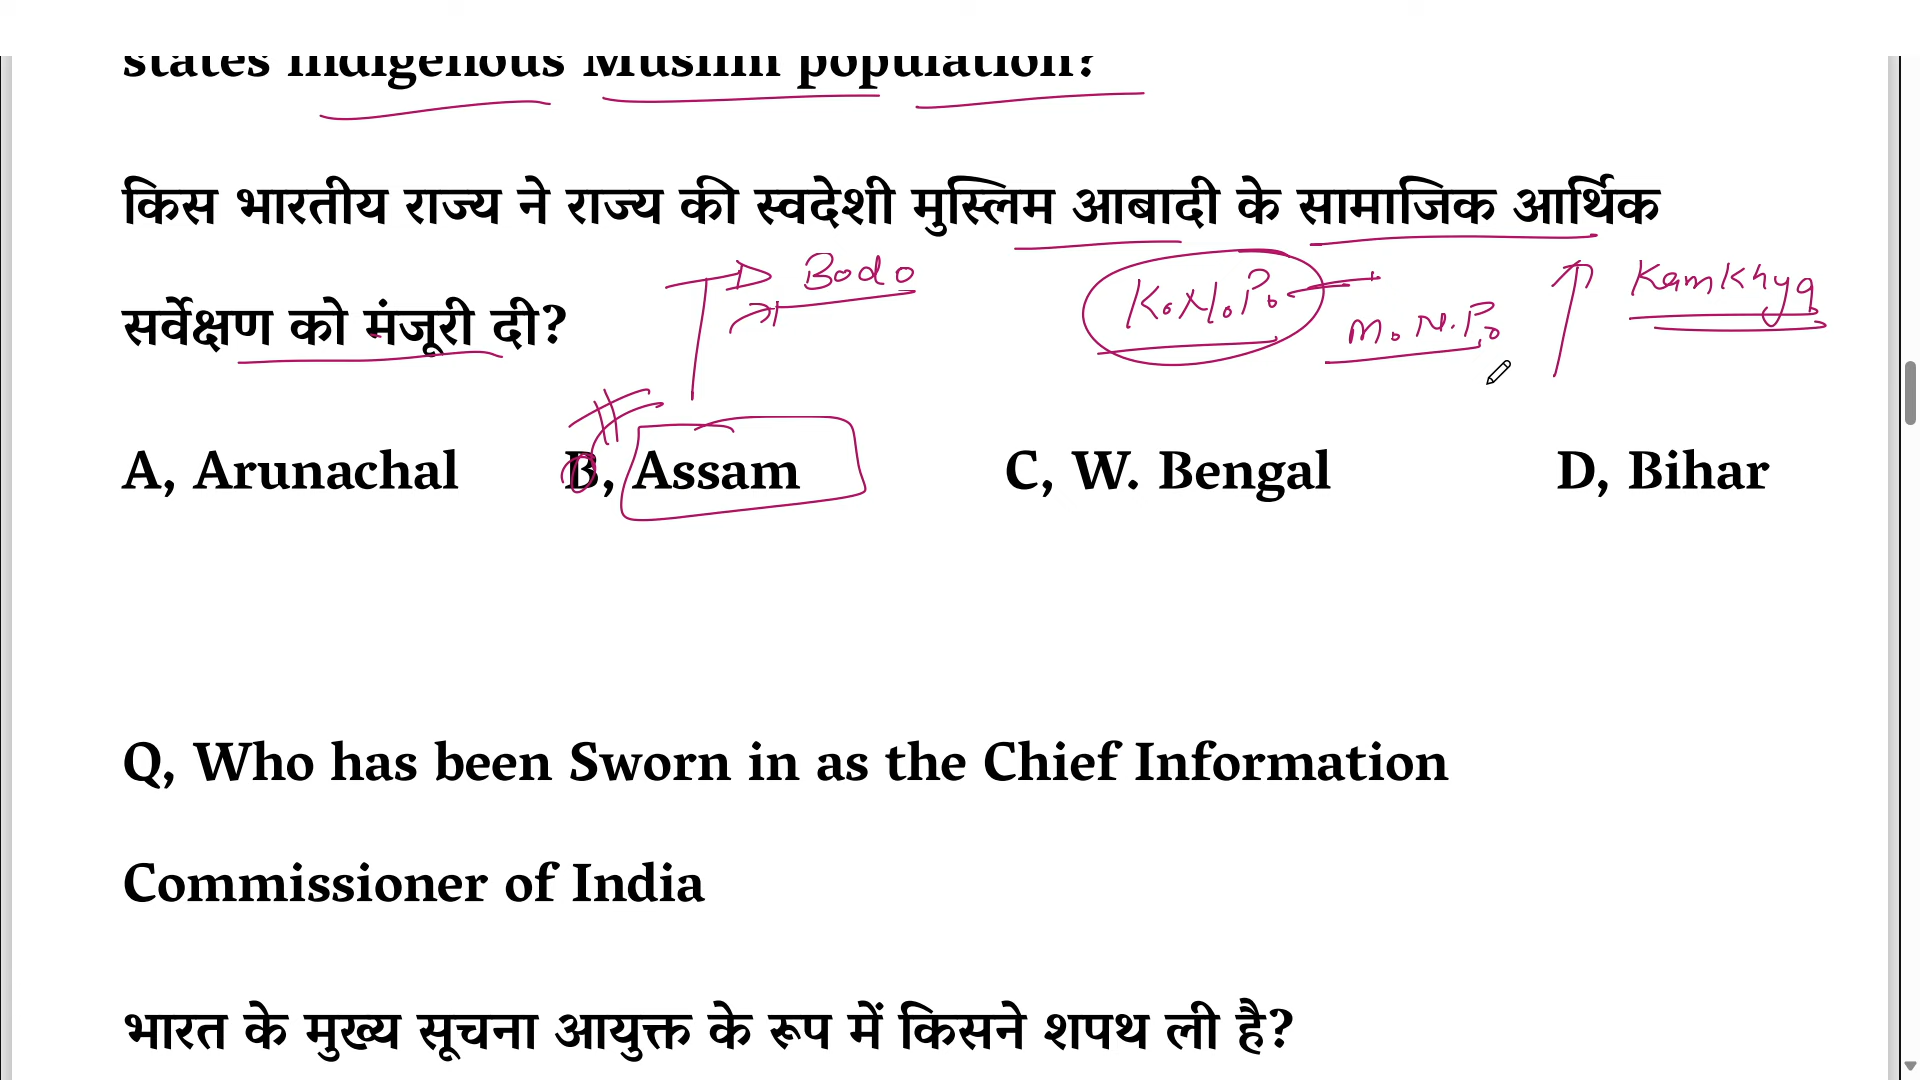 states indigenous Muslim population?
किस भारतीय राज्य ने राज्य की स्वदेशी मुस्लिम आबादी के सामाजिक आर्थिक
Bodo K.N.P. M.N.P. Kamkhya
सर्वेक्षण को मंजूरी दी?
A, Arunachal B, Assam C, W. Bengal D, Bihar
Q, Who has been Sworn in as the Chief Information
Commissioner of India
भारत के मुख्य सूचना आयुक्त के रूप में किसने शपथ ली है?